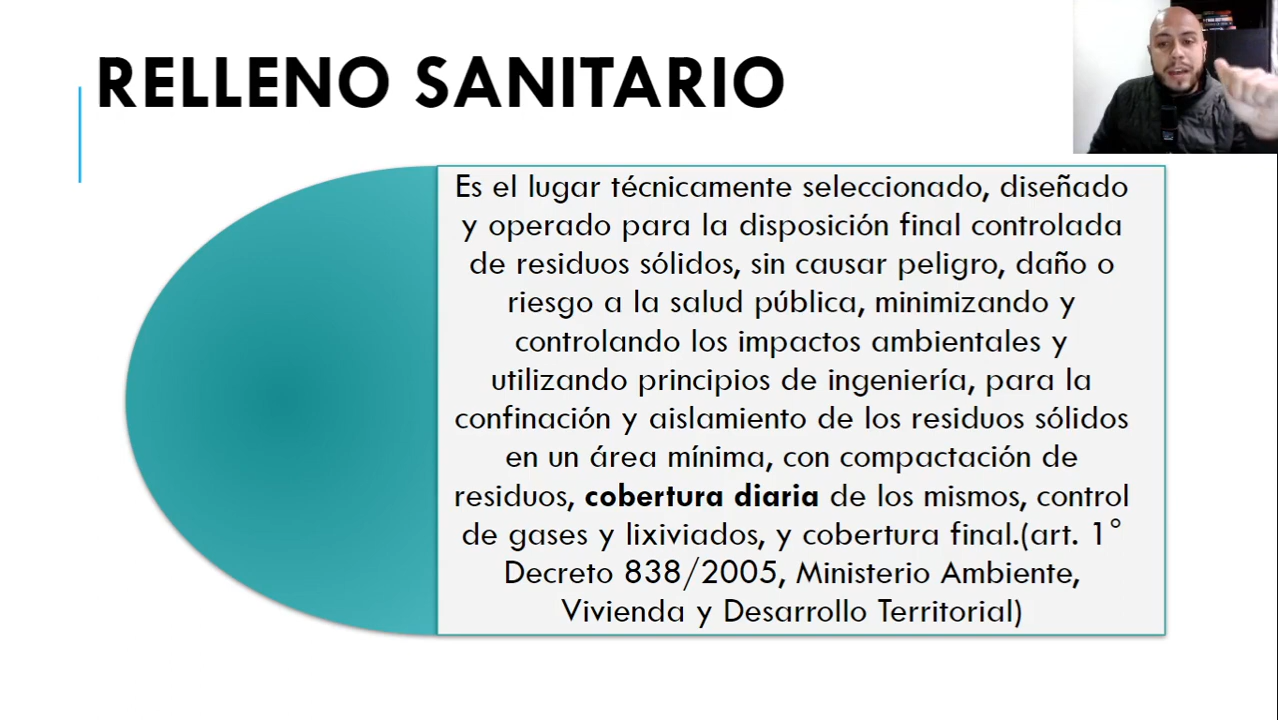 RELLENO SANITARIO
Es el lugar técnicamente seleccionado, diseñado
y operado para la disposición final controlada
de residuos sólidos, sin causar peligro, daño o
riesgo a la salud pública, minimizando y
controlando los impactos ambientales y
utilizando principios de ingeniería, para la
confinación y aislamiento de los residuos sólidos
en un área mínima, con compactación de
residuos, cobertura diaria de los mismos, control
de gases y lixiviados, y cobertura final.(art. 1°
Decreto 838/2005, Ministerio Ambiente,
Vivienda y Desarrollo Territorial)